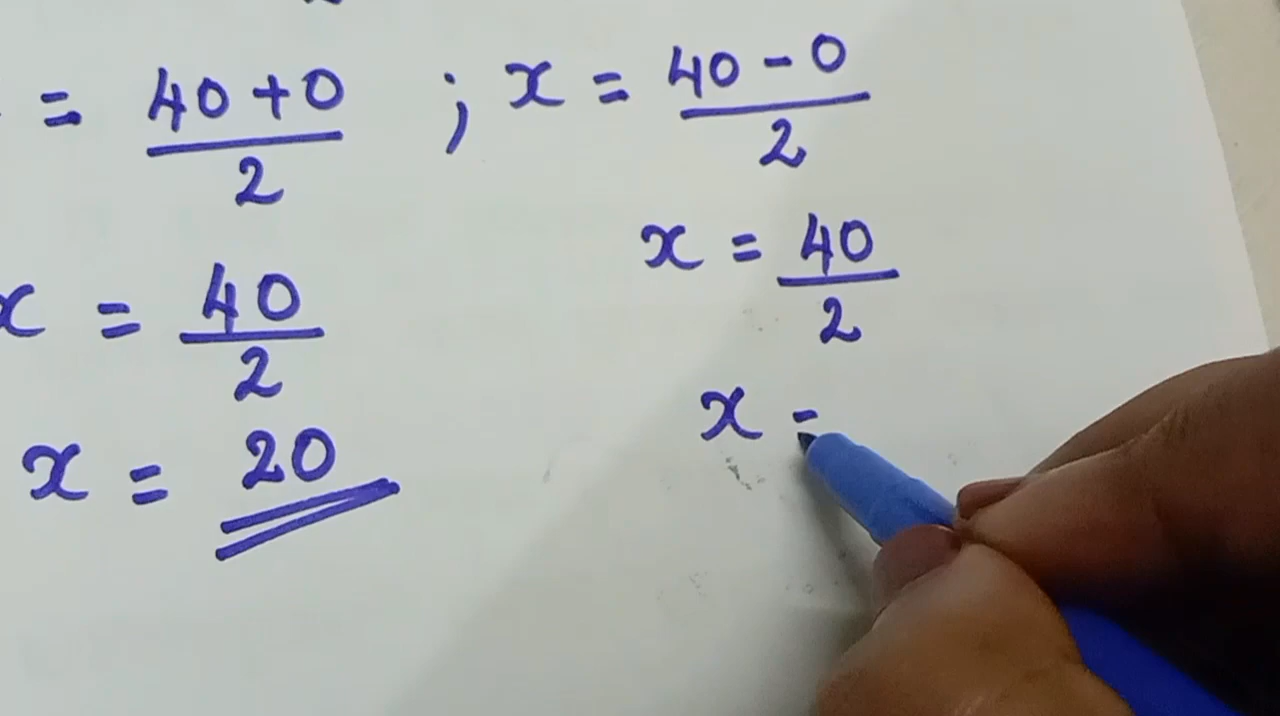 = 40 + 0 / 2 ; x = 40 - 0 / 2
x = 40 / 2
x = 40 / 2
x = 20
x =